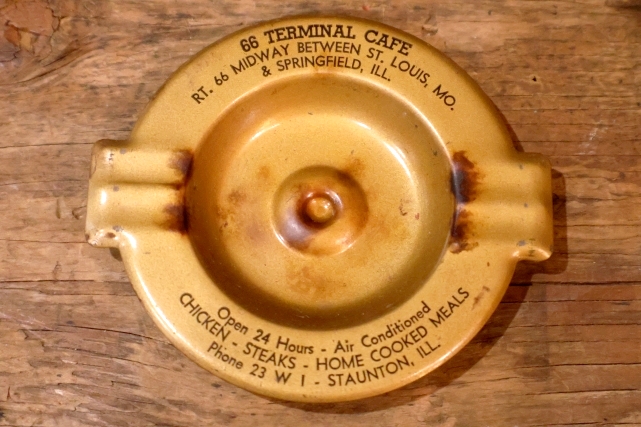 66 TERMINAL CAFE
RT. 66 MIDWAY BETWEEN ST. LOUIS, MO.
& SPRINGFIELD, ILL.
Open 24 Hours - Air Conditioned
CHICKEN - STEAKS - HOME COOKED MEALS
Phone 23 W 1 - STAUNTON, ILL.